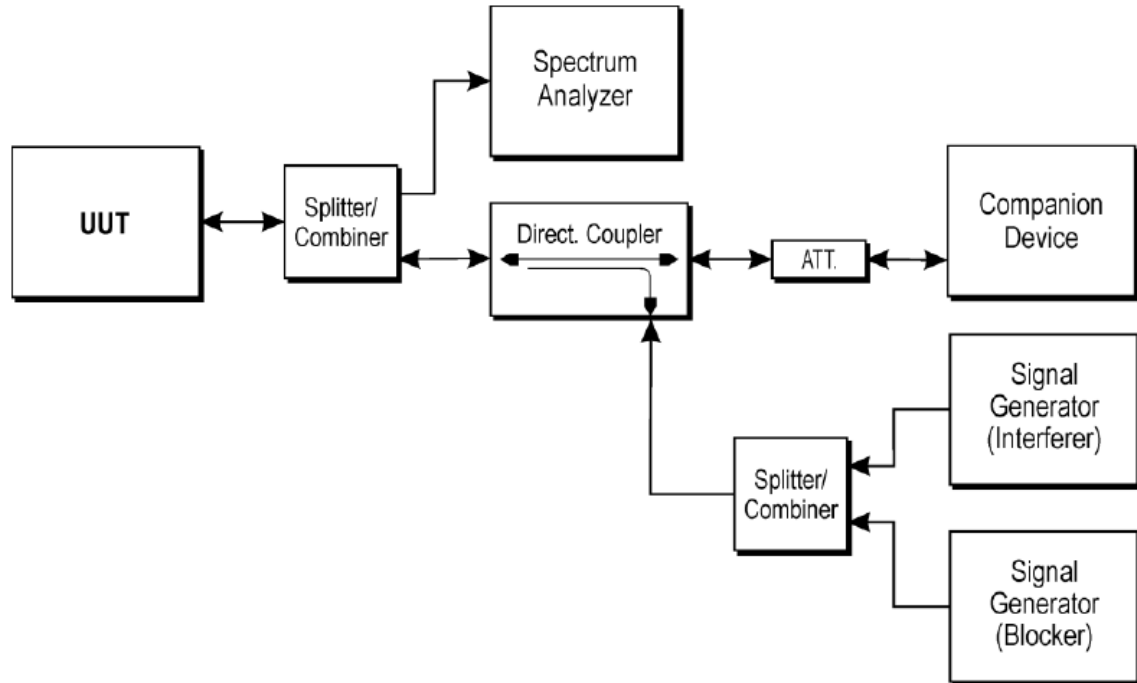 Spectrum
Analyzer
UUT
Splitter/
Combiner
Direct. Coupler
ATT.
Companion
Device
Signal
Generator
(Interferer)
Splitter/
Combiner
Signal
Generator
(Blocker)